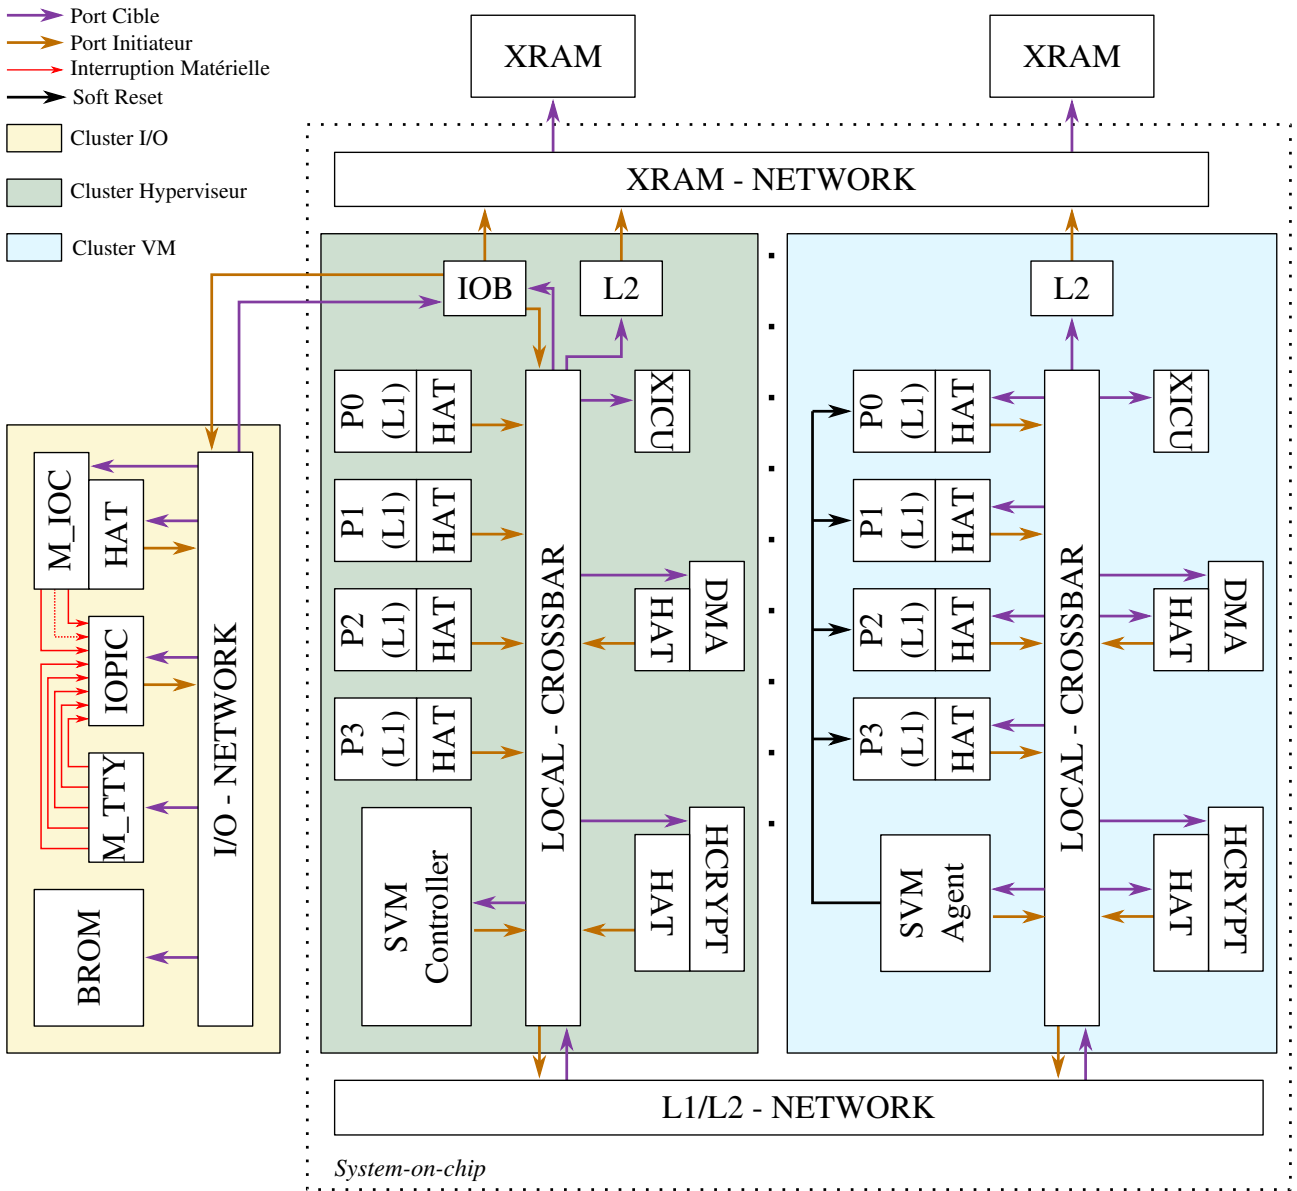 Port Cible
Port Initiateur
Interruption Matérielle
Soft Reset
Cluster I/O
Cluster Hyperviseur
Cluster VM
XRAM
XRAM
XRAM - NETWORK
IOB
L2
L2
P0
(L1)
HAT
XICU
P1
(L1)
HAT
P2
(L1)
HAT
HAT
DMA
P3
(L1)
HAT
SVM
Controller
HAT
HCRYPT
LOCAL - CROSSBAR
P0
(L1)
HAT
XICU
P1
(L1)
HAT
P2
(L1)
HAT
HAT
DMA
P3
(L1)
HAT
SVM
Agent
HAT
HCRYPT
LOCAL - CROSSBAR
M_IOC
HAT
IOPIC
M_TTY
BROM
I/O - NETWORK
L1/L2 - NETWORK
System-on-chip